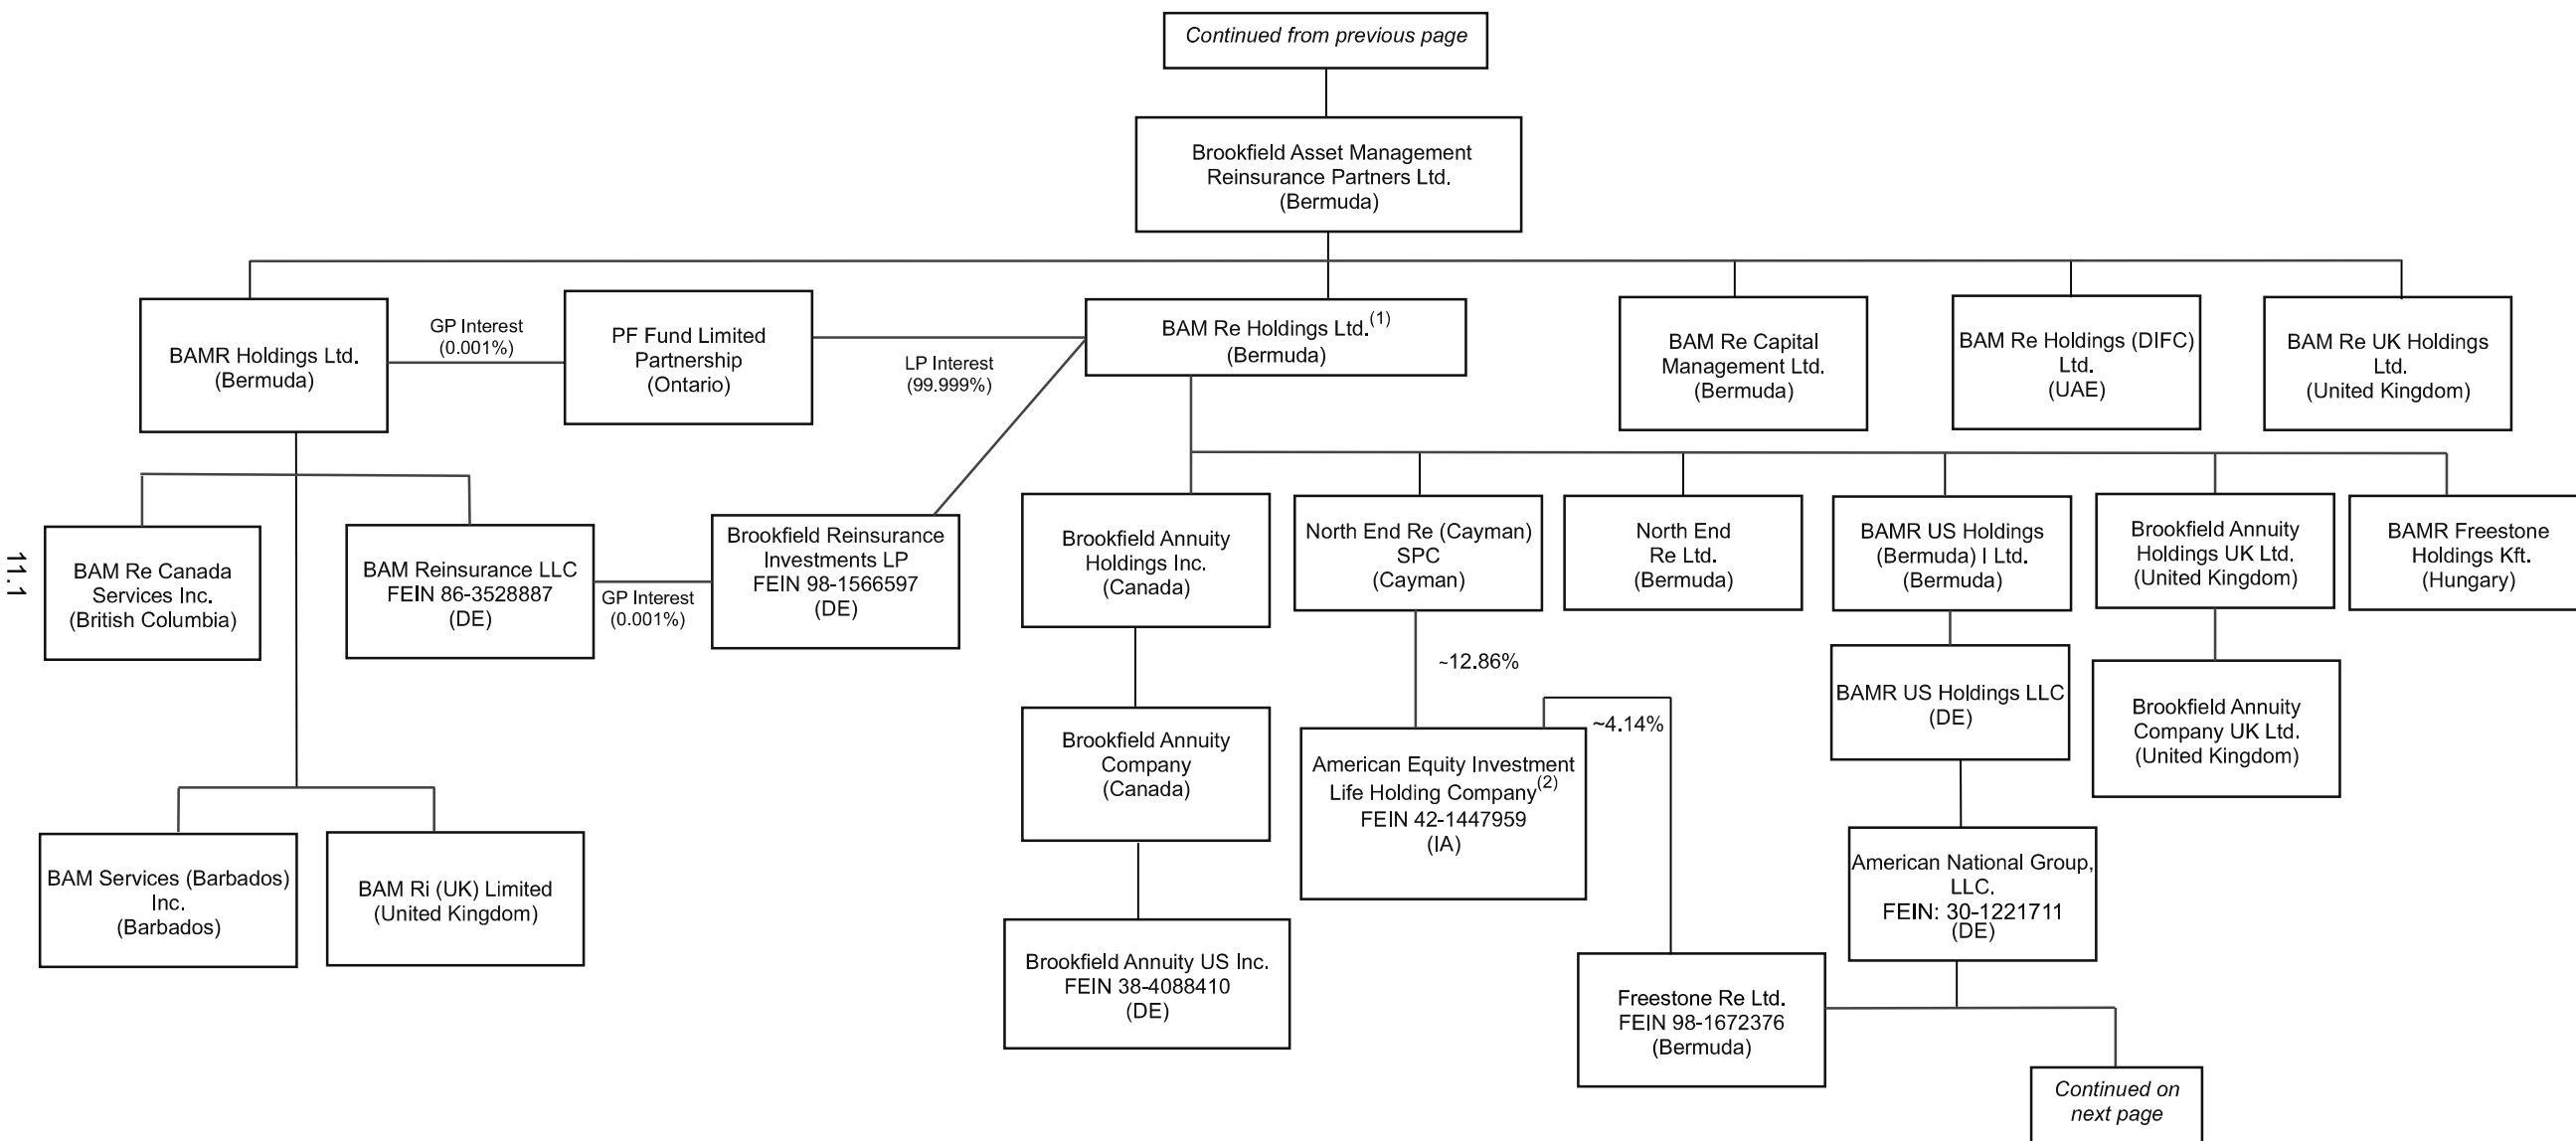 Continued from previous page
Brookfield Asset Management
Reinsurance Partners Ltd.
(Bermuda)
BAMR Holdings Ltd.
(Bermuda)
GP Interest
(0.001%)
PF Fund Limited
Partnership
(Ontario)
LP Interest
(99.999%)
BAM Re Holdings Ltd.(1)
(Bermuda)
BAM Re Capital
Management Ltd.
(Bermuda)
BAM Re Holdings (DIFC)
Ltd.
(UAE)
BAM Re UK Holdings
Ltd.
(United Kingdom)
11.1
BAM Re Canada
Services Inc.
(British Columbia)
BAM Reinsurance LLC
FEIN 86-3528887
(DE)
GP Interest
(0.001%)
Brookfield Reinsurance
Investments LP
FEIN 98-1566597
(DE)
Brookfield Annuity
Holdings Inc.
(Canada)
North End Re (Cayman)
SPC
(Cayman)
North End
Re Ltd.
(Bermuda)
BAMR US Holdings
(Bermuda) I Ltd.
(Bermuda)
Brookfield Annuity
Holdings UK Ltd.
(United Kingdom)
BAMR Freestone
Holdings Kft.
(Hungary)
~12.86%
~4.14%
BAMR US Holdings LLC
(DE)
Brookfield Annuity
Company UK Ltd.
(United Kingdom)
Brookfield Annuity
Company
(Canada)
American Equity Investment
Life Holding Company(2)
FEIN 42-1447959
(IA)
BAM Services (Barbados)
Inc.
(Barbados)
BAM Ri (UK) Limited
(United Kingdom)
American National Group,
LLC.
FEIN: 30-1221711
(DE)
Brookfield Annuity US Inc.
FEIN 38-4088410
(DE)
Freestone Re Ltd.
FEIN 98-1672376
(Bermuda)
Continued on
next page